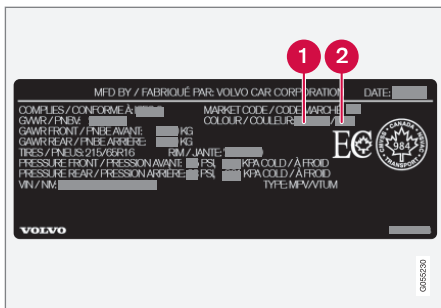 1 2
MFD BY / FABRIQUÉ PAR: VOLVO CAR CORPORATION DATE:
COMPLIES / CONFORME À: MARKET CODE / CODE MARCHE:
GVWR / PNBV: COLOUR / COULEUR: /
GAWR FRONT / PNBE AVANT: KG
GAWR REAR / PNBE ARRIÈRE: KG
TIRES / PNEUS: 215/65R16 RIM / JANTE:
PRESSURE FRONT / PRESSION AVANT: PSI, KPA COLD / À FROID
PRESSURE REAR / PRESSION ARRIÈRE: PSI, KPA COLD / À FROID
VIN / NIV: TYPE: MPV/VTUM
EC
CANADA
984
TRANSPORT
VOLVO
G055230